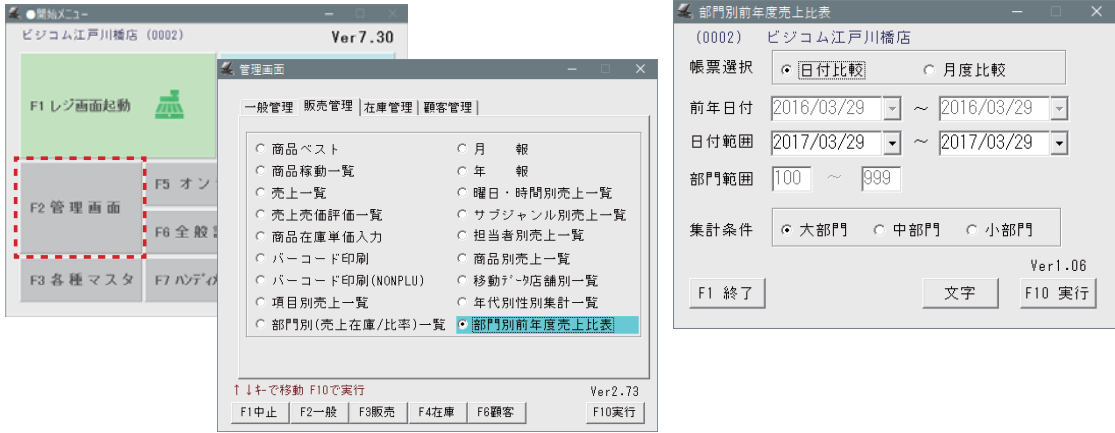 ●開始メニュー
ビジコム江戸川橋店 (0002)
Ver7.30
F1 レジ画面起動
F2 管理画面
F5 オン
F6 全般
F3 各種マスタ
F7 ハンディ
管理画面
一般管理 販売管理 在庫管理 顧客管理
商品ベスト
商品稼動一覧
売上一覧
売上売価評価一覧
商品在庫単価入力
バーコード印刷
バーコード印刷(NONPLU)
項目別売上一覧
部門別(売上在庫/比率)一覧
月 報
年 報
曜日・時間別売上一覧
サブジャンル別売上一覧
担当者別売上一覧
商品別売上一覧
移動データ店舗別一覧
年代別性別集計一覧
部門別前年度売上比表
↑↓キーで移動 F10で実行
Ver2.73
F1中止 F2一般 F3販売 F4在庫 F6顧客 F10実行
部門別前年度売上比表
(0002) ビジコム江戸川橋店
帳票選択 日付比較 月度比較
前年日付 2016/03/29 ～ 2016/03/29
日付範囲 2017/03/29 ～ 2017/03/29
部門範囲 100 ～ 999
集計条件 大部門 中部門 小部門
Ver1.06
F1 終了 文字 F10 実行